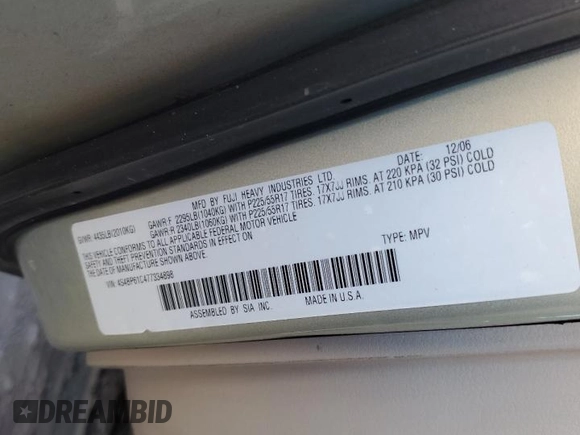 MFD BY FUJI HEAVY INDUSTRIES LTD. DATE: 12/06
GVWR: 4435LB(2010KG) GAWR F 2295LB(1040KG) WITH P225/55R17 TIRES, 17X7JJ RIMS, AT 220 KPA (32 PSI) COLD
GAWR R 2340LB(1060KG) WITH P225/55R17 TIRES, 17X7JJ RIMS, AT 210 KPA (30 PSI) COLD
THIS VEHICLE CONFORMS TO ALL APPLICABLE FEDERAL MOTOR VEHICLE
SAFETY AND THEFT PREVENTION STANDARDS IN EFFECT ON
THE DATE OF MANUFACTURE SHOWN ABOVE.
VIN: 4S4BP61C477334898 TYPE: MPV
ASSEMBLED BY SIA INC. MADE IN U.S.A.
DREAMBID